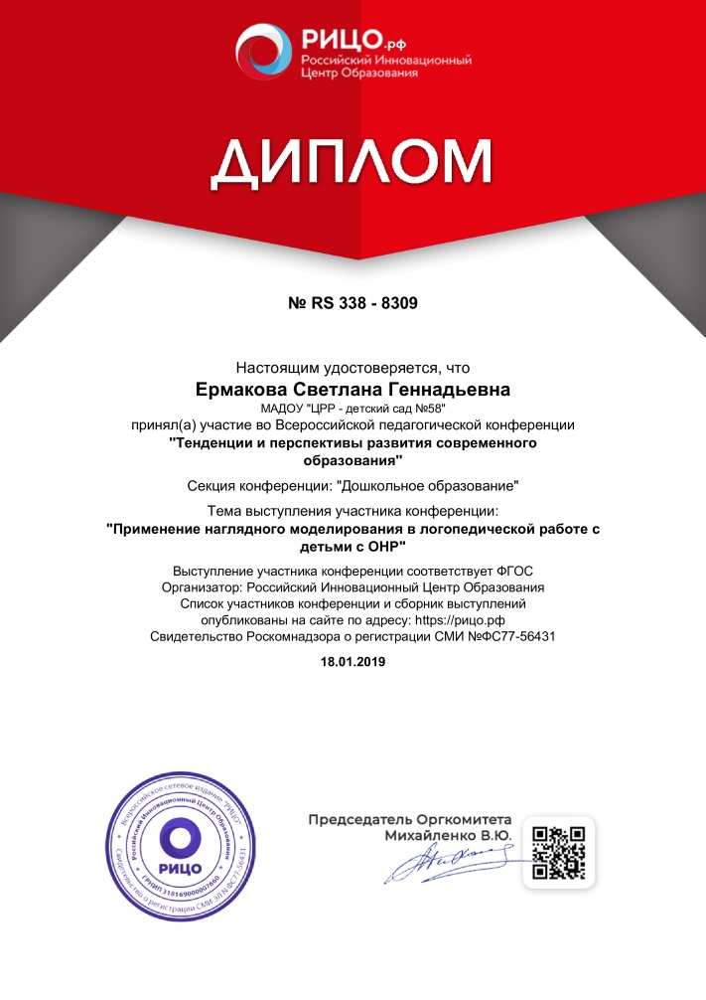 РИЦО.рф
Российский Инновационный
Центр Образования
ДИПЛОМ
№ RS 338 - 8309
Настоящим удостоверяется, что
Ермакова Светлана Геннадьевна
МАДОУ "ЦРР - детский сад №58"
принял(а) участие во Всероссийской педагогической конференции
"Тенденции и перспективы развития современного
образования"
Секция конференции: "Дошкольное образование"
Тема выступления участника конференции:
"Применение наглядного моделирования в логопедической работе с
детьми с ОНР"
Выступление участника конференции соответствует ФГОС
Организатор: Российский Инновационный Центр Образования
Список участников конференции и сборник выступлений
опубликованы на сайте по адресу: https://рицо.рф
Свидетельство Роскомнадзора о регистрации СМИ №ФС77-56431
18.01.2019
Всероссийское сетевое издание "РИЦО"
Российский Инновационный Центр Образования
РИЦО
ГРНИП 318169000007600
Свидетельство о регистрации СМИ ЭЛ N ФС77-56431
Председатель Оргкомитета
Михайленко В.Ю.